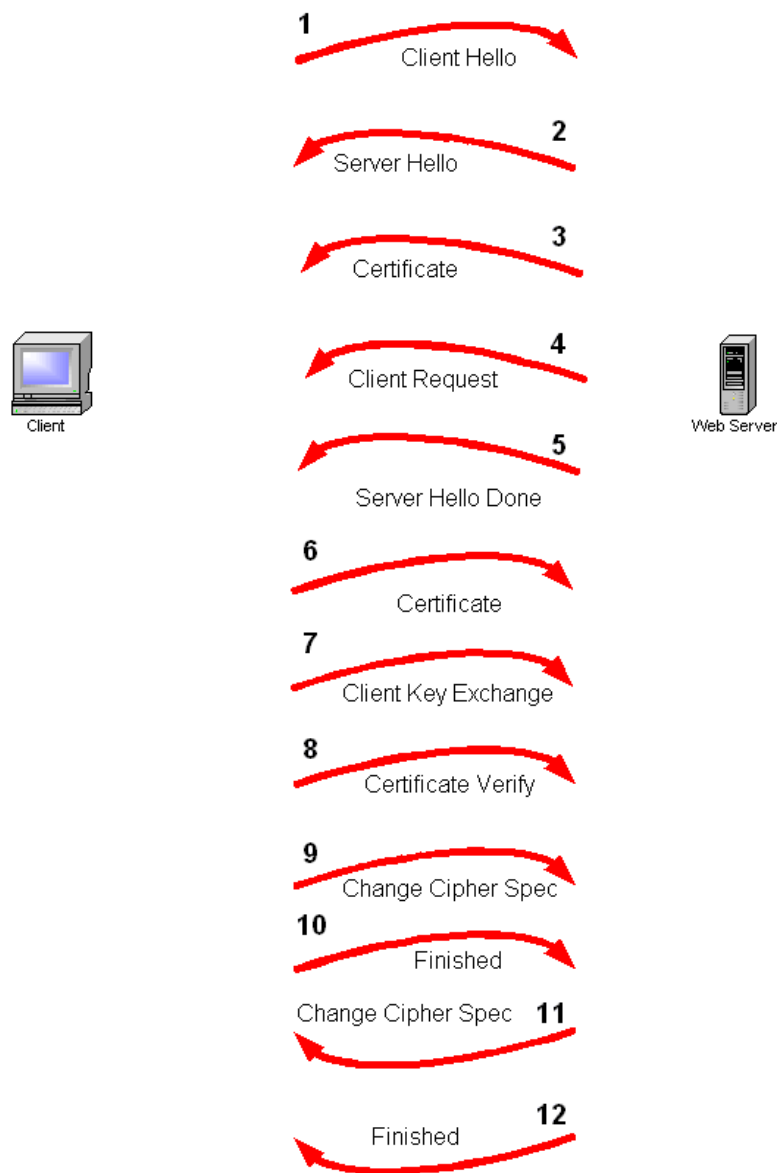 1
Client Hello
2
Server Hello
3
Certificate
4
Client Request
Client
Web Server
5
Server Hello Done
6
Certificate
7
Client Key Exchange
8
Certificate Verify
9
Change Cipher Spec
10
Finished
Change Cipher Spec 11
12
Finished